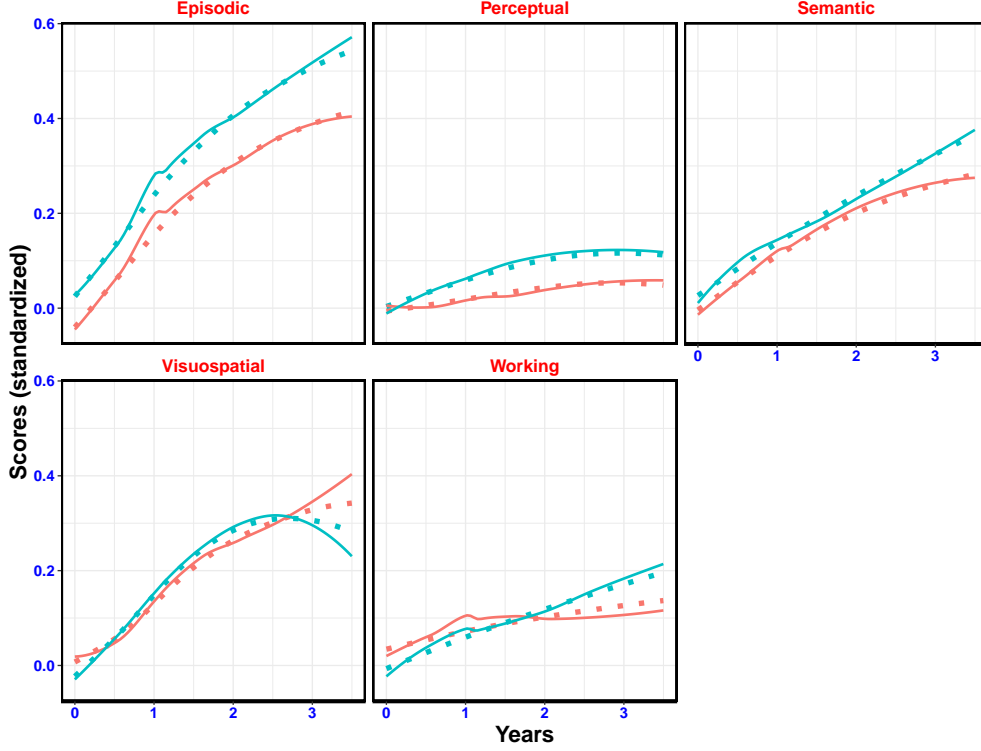 Episodic
Perceptual
Semantic
0.6
0.4
0.2
0.0
0 1 2 3
Visuospatial
Working
0.6
0.4
0.2
0.0
0 1 2 3
0 1 2 3
Scores (standardized)
Years